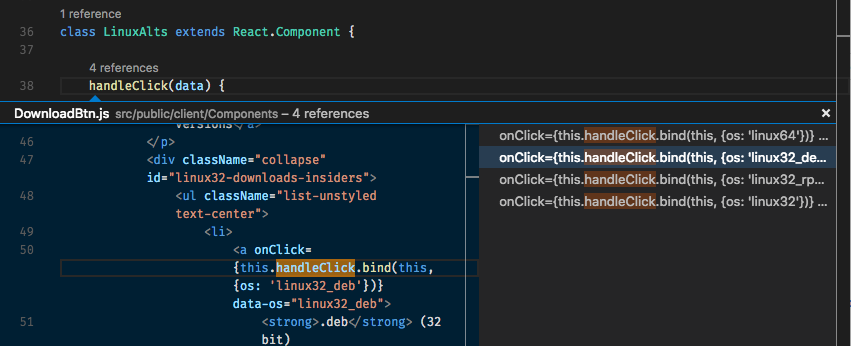 1 reference
36 class LinuxAlts extends React.Component {
37
4 references
38 handleClick(data) {
DownloadBtn.js src/public/client/Components – 4 references
versions</a>
46 </p>
47 <div className="collapse"
id="linux32-downloads-insiders">
48 <ul className="list-unstyled
text-center">
49 <li>
50 <a onClick=
{this.handleClick.bind(this,
{os: 'linux32_deb'})}
data-os="linux32_deb">
51 <strong>.deb</strong> (32
bit)
onClick={this.handleClick.bind(this, {os: 'linux64'})} ...
onClick={this.handleClick.bind(this, {os: 'linux32_de...
onClick={this.handleClick.bind(this, {os: 'linux32_rp...
onClick={this.handleClick.bind(this, {os: 'linux32'})} ...